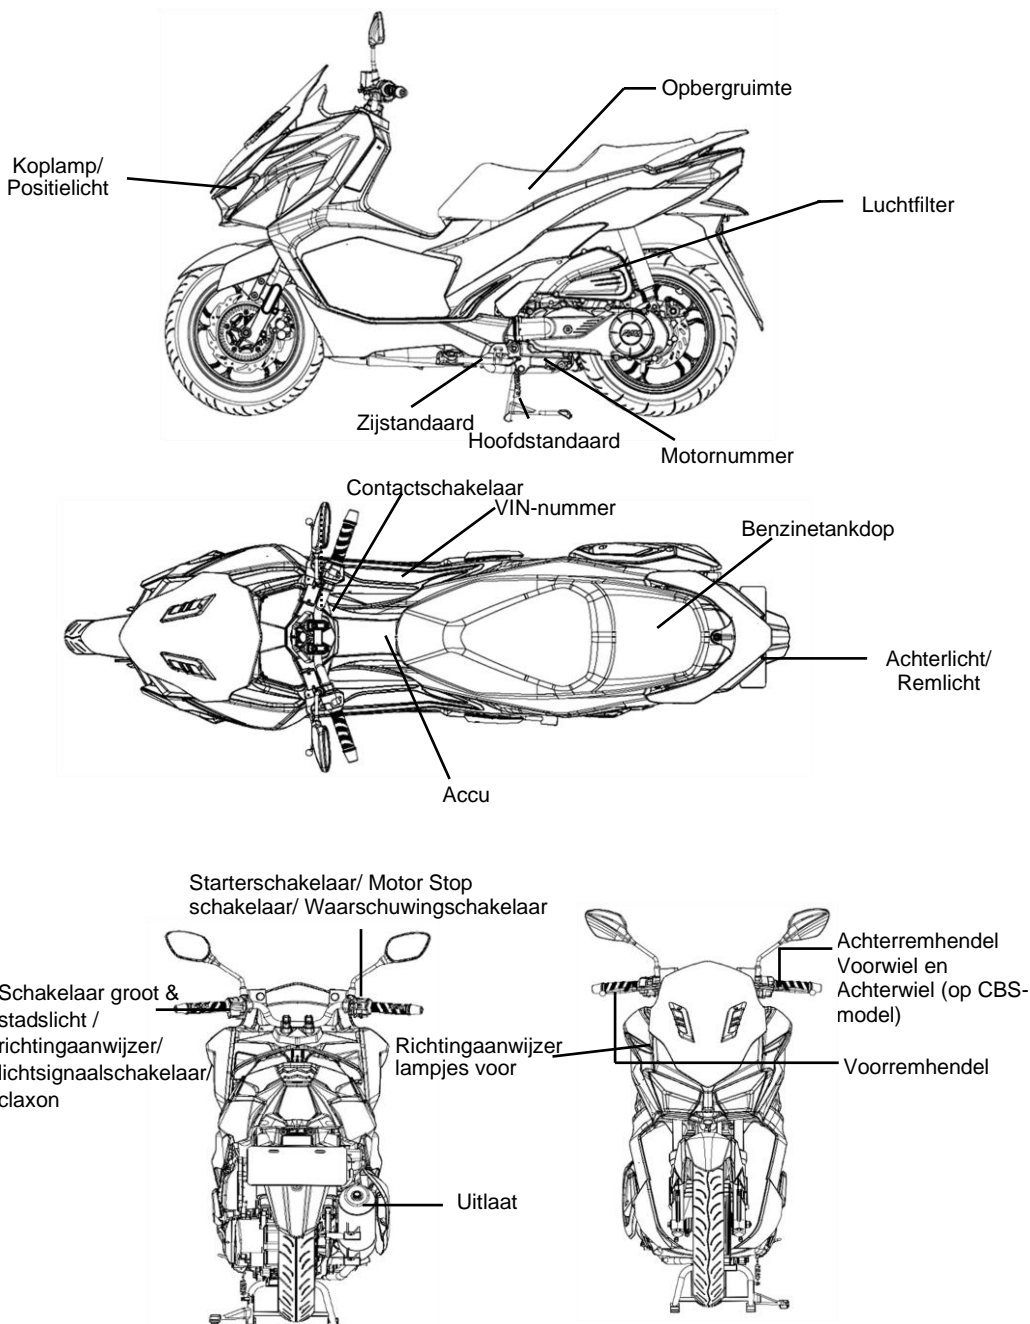 Opbergruimte
Koplamp/
Positielicht
Luchtfilter
Zijstandaard
Hoofdstandaard
Motornummer
Contactschakelaar
VIN-nummer
Benzinetankdop
Achterlicht/
Remlicht
Accu
Starterschakelaar/ Motor Stop
schakelaar/ Waarschuwingschakelaar
Schakelaar groot &
stadslicht /
richtingaanwijzer/
lichtsignaalschakelaar/
claxon
Uitlaat
Richtingaanwijzer
lampjes voor
Achterremhendel
Voorwiel en
Achterwiel (op CBS-
model)
Voorremhendel